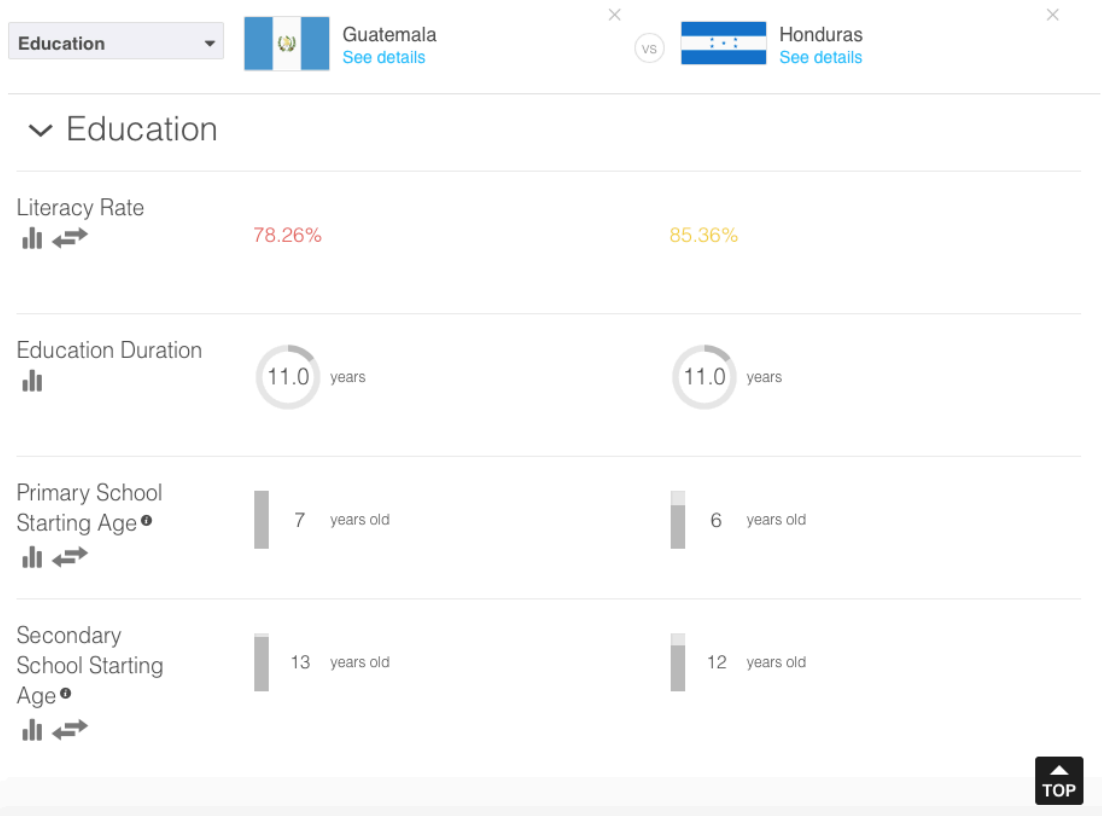 Education
Guatemala
See details
vs
Honduras
See details
Education
Literacy Rate
78.26%
85.36%
Education Duration
11.0 years
11.0 years
Primary School
Starting Age
7 years old
6 years old
Secondary
School Starting
Age
13 years old
12 years old
TOP